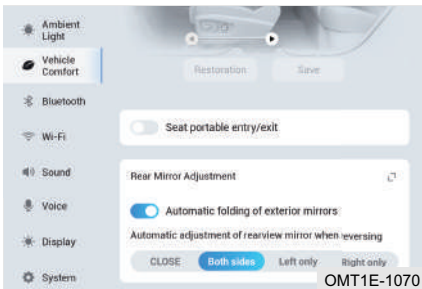 Ambient
Light
Vehicle
Comfort
Bluetooth
Wi-Fi
Sound
Voice
Display
System
Restoration
Save
Seat portable entry/exit
Rear Mirror Adjustment
Automatic folding of exterior mirrors
Automatic adjustment of rearview mirror when reversing
CLOSE
Both sides
Left only
Right only
OMT1E-1070